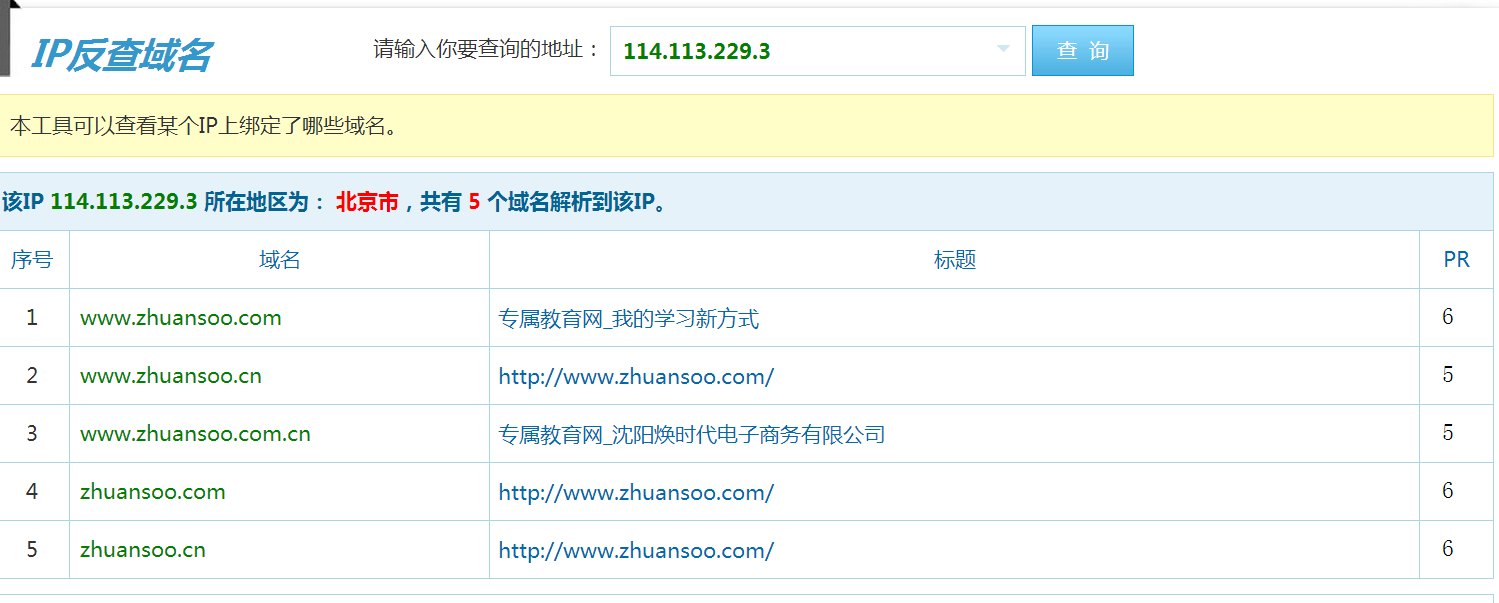 IP反查域名
请输入你要查询的地址：
114.113.229.3
查 询
本工具可以查看某个IP上绑定了哪些域名。
该IP 114.113.229.3 所在地区为： 北京市，共有 5 个域名解析到该IP。
序号 域名 标题 PR
1 www.zhuansoo.com 专属教育网_我的学习新方式 6
2 www.zhuansoo.cn http://www.zhuansoo.com/ 5
3 www.zhuansoo.com.cn 专属教育网_沈阳焕时代电子商务有限公司 5
4 zhuansoo.com http://www.zhuansoo.com/ 6
5 zhuansoo.cn http://www.zhuansoo.com/ 6